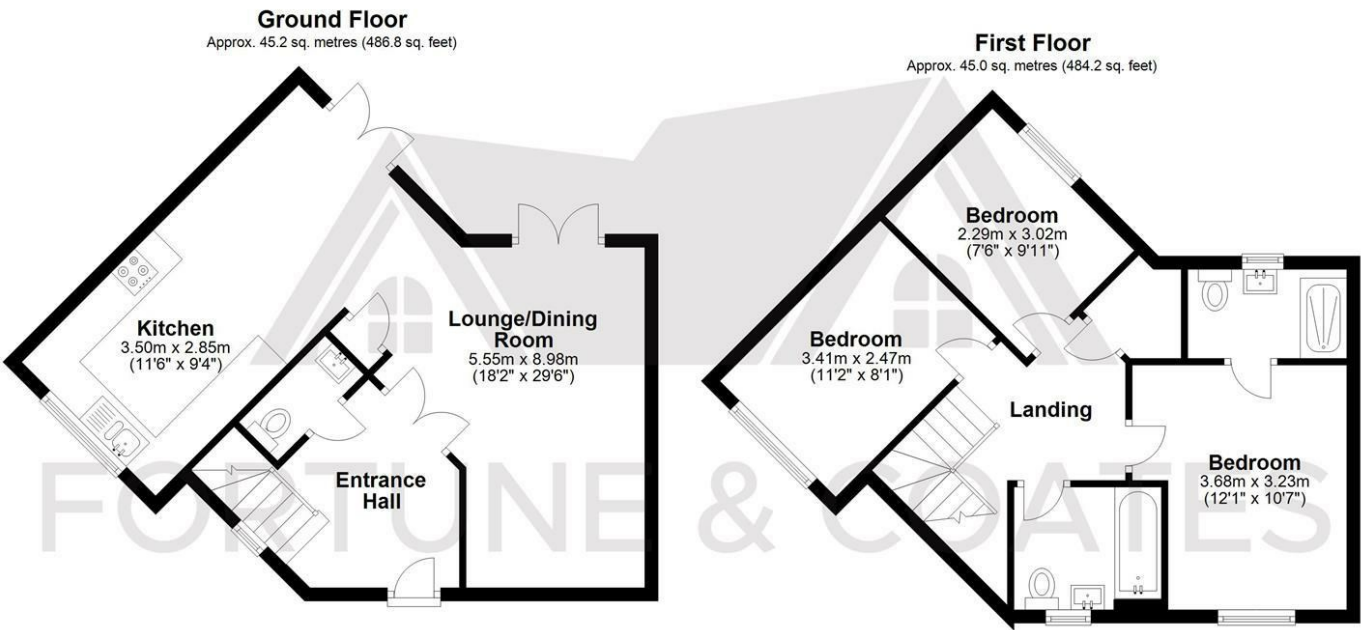 Ground Floor
Approx. 45.2 sq. metres (486.8 sq. feet)
First Floor
Approx. 45.0 sq. metres (484.2 sq. feet)
Kitchen
3.50m x 2.85m
(11'6" x 9'4")
Lounge/Dining
Room
5.55m x 8.98m
(18'2" x 29'6")
Entrance
Hall
Bedroom
2.29m x 3.02m
(7'6" x 9'11")
Bedroom
3.41m x 2.47m
(11'2" x 8'1")
Landing
Bedroom
3.68m x 3.23m
(12'1" x 10'7")
FORTUNE & COATES